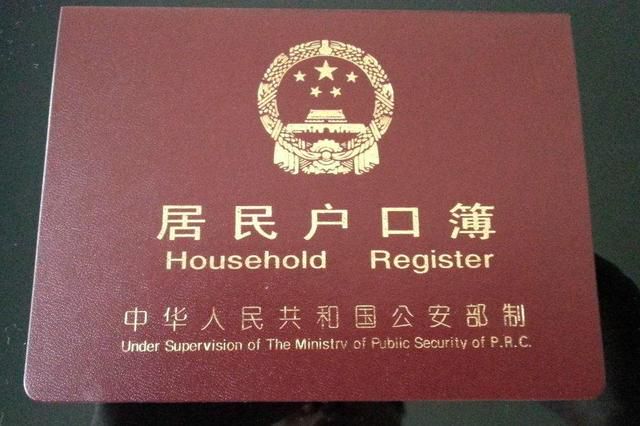 居民户口簿
Household Register
中华人民共和国公安部制
Under Supervision of The Ministry of Public Security of P.R.C.